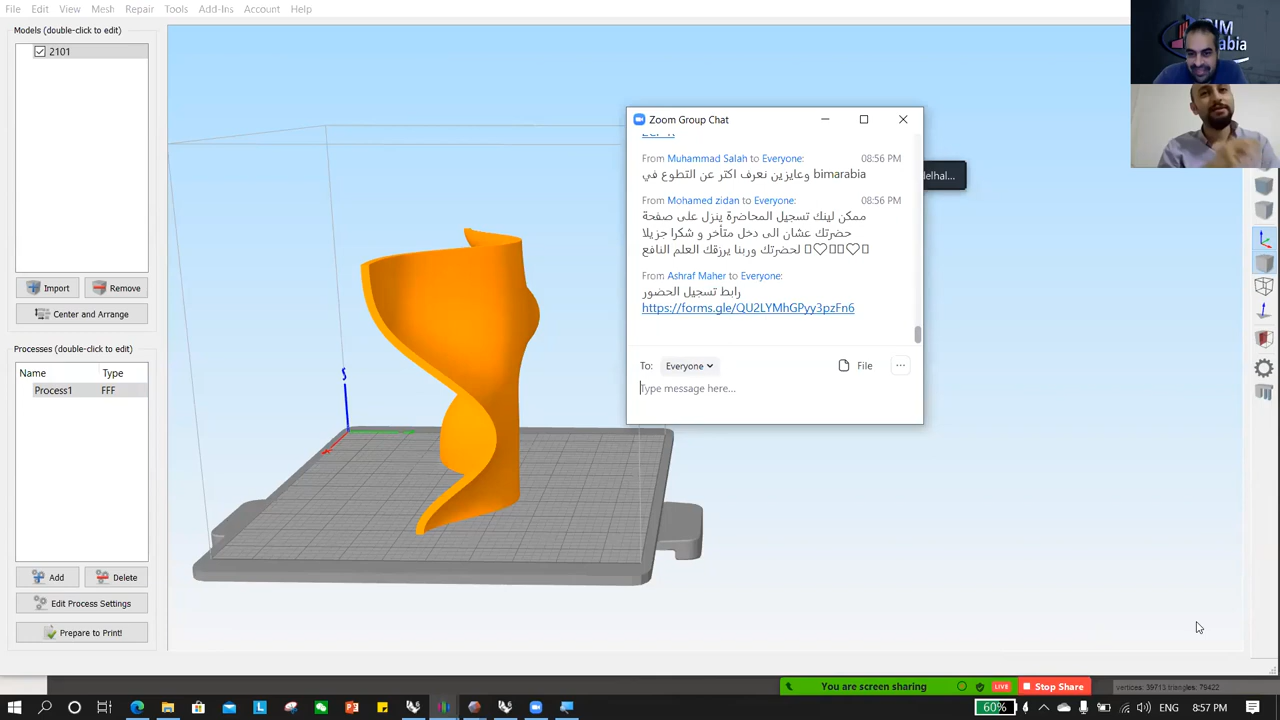 File Edit View Mesh Repair Tools Add-Ins Account Help
Models (double-click to edit)
2101
Import Remove
Center and Arrange
Processes (double-click to edit)
Name Type
Process1 FFF
Add Delete
Edit Process Settings
Prepare to Print!
Zoom Group Chat
From Muhammad Salah to Everyone: 08:56 PM
وعايزين نعرف اكتر عن التطوع في bimarabia
From Mohamed zidan to Everyone: 08:56 PM
ممكن لينك تسجيل المحاضرة ينزل على صفحة
حضرتك عشان الى دخل متأخر و شكرا جزيلا
لحضرتك وربنا يرزقك العلم النافع
From Ashraf Maher to Everyone:
رابط تسجيل الحضور
https://forms.gle/QU2LYMhGPyy3pzFn6
To: Everyone File
Type message here...
lelhal...
You are screen sharing LIVE Stop Share
vertices: 39713 triangles: 79422
60% ENG 8:57 PM